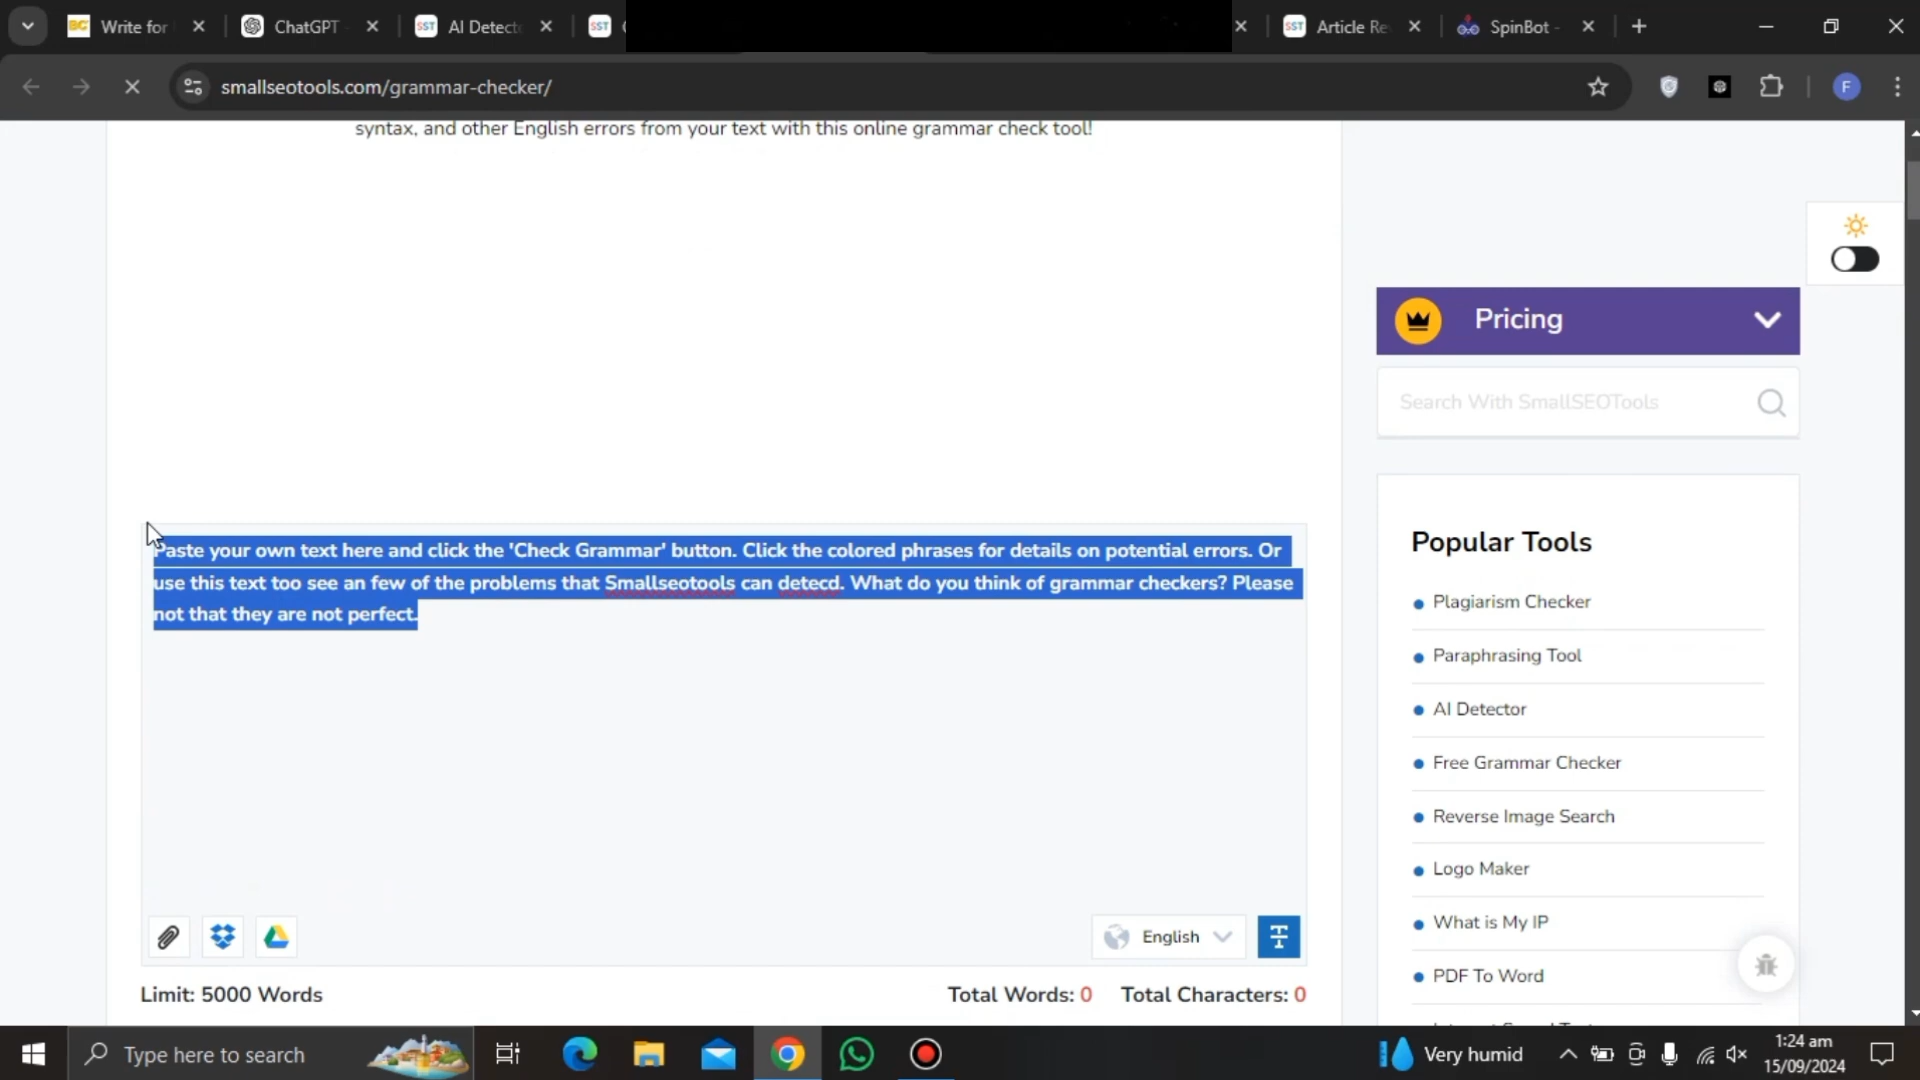 Write for
ChatGPT -
AI Detect
Article Re
SpinBot -
smallseotools.com/grammar-checker/
F
syntax, and other English errors from your text with this online grammar check tool!
Pricing
Search With SmallSEOTools
Popular Tools
Plagiarism Checker
Paraphrasing Tool
AI Detector
Free Grammar Checker
Reverse Image Search
Logo Maker
What is My IP
PDF To Word
Paste your own text here and click the 'Check Grammar' button. Click the colored phrases for details on potential errors. Or
use this text too see an few of the problems that Smallseotools can detecd. What do you think of grammar checkers? Please
not that they are not perfect.
English
Limit: 5000 Words
Total Words: 0
Total Characters: 0
Type here to search
Very humid
1:24 am
15/09/2024